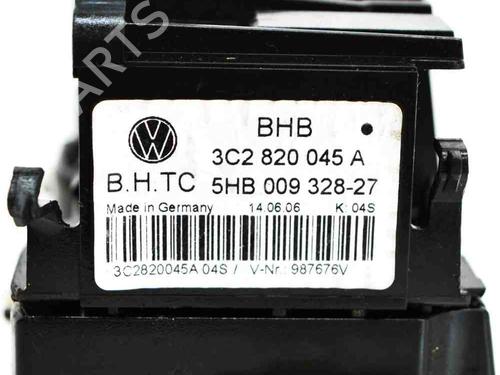 BHB
3C2 820 045 A
B.H.TC 5HB 009 328-27
Made in Germany 14.06.06 K: 04S
3C2820045A 04S / V-Nr.: 987676V
PARTS